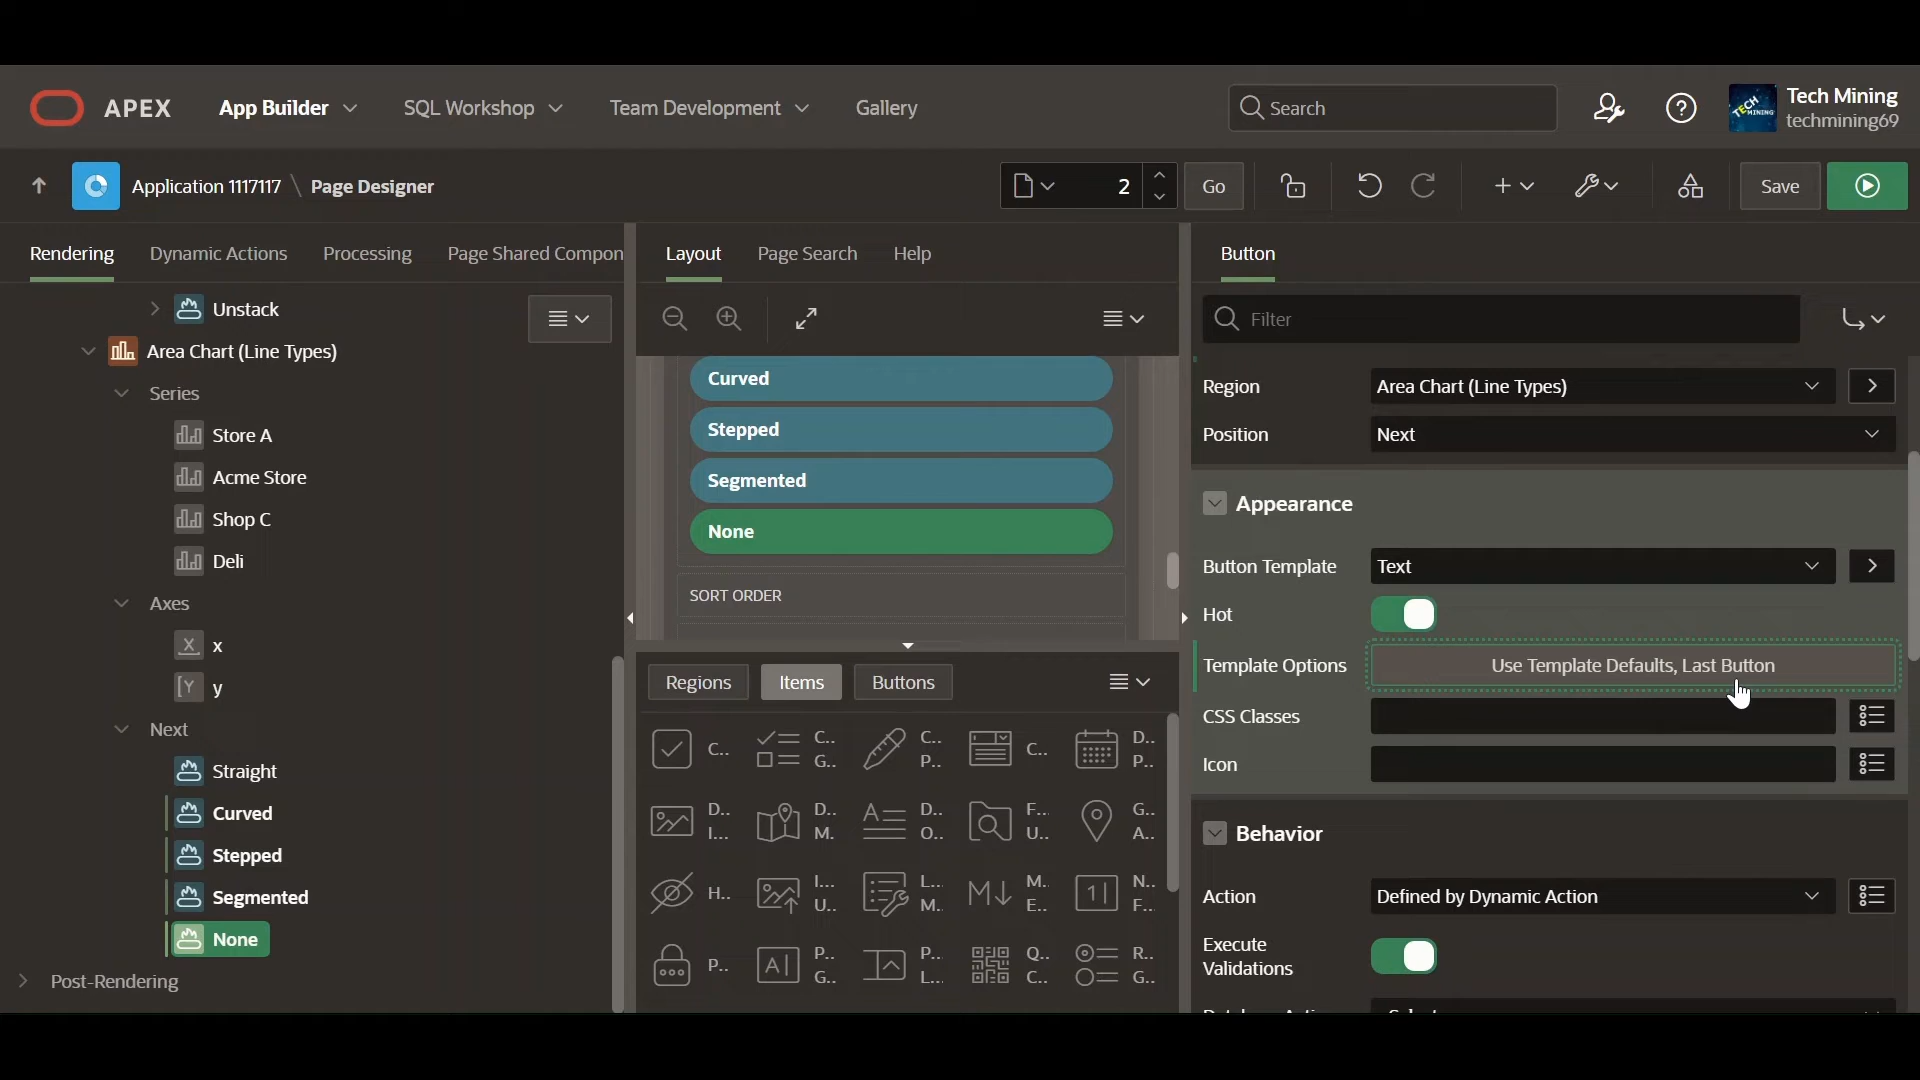 APEX App Builder SQL Workshop Team Development Gallery Search Tech Mining
techmining69
Application 1117117 \ Page Designer 2 Go Save
Rendering Dynamic Actions Processing Page Shared Compon
Unstack
Area Chart (Line Types)
Series
Store A
Acme Store
Shop C
Deli
Axes
x
y
Next
Straight
Curved
Stepped
Segmented
None
Post-Rendering
Layout Page Search Help
Curved
Stepped
Segmented
None
SORT ORDER
Regions Items Buttons
C.. C.. G.. C.. P.. C.. D.. P..
D.. I... D.. M. D.. O.. F... U.. G.. A..
H.. I... U.. L... M.. M. E.. N.. F...
P.. P.. G.. P.. L... Q.. C.. R.. G..
Button
Filter
Region Area Chart (Line Types)
Position Next
Appearance
Button Template Text
Hot
Template Options Use Template Defaults, Last Button
CSS Classes
Icon
Behavior
Action Defined by Dynamic Action
Execute
Validations